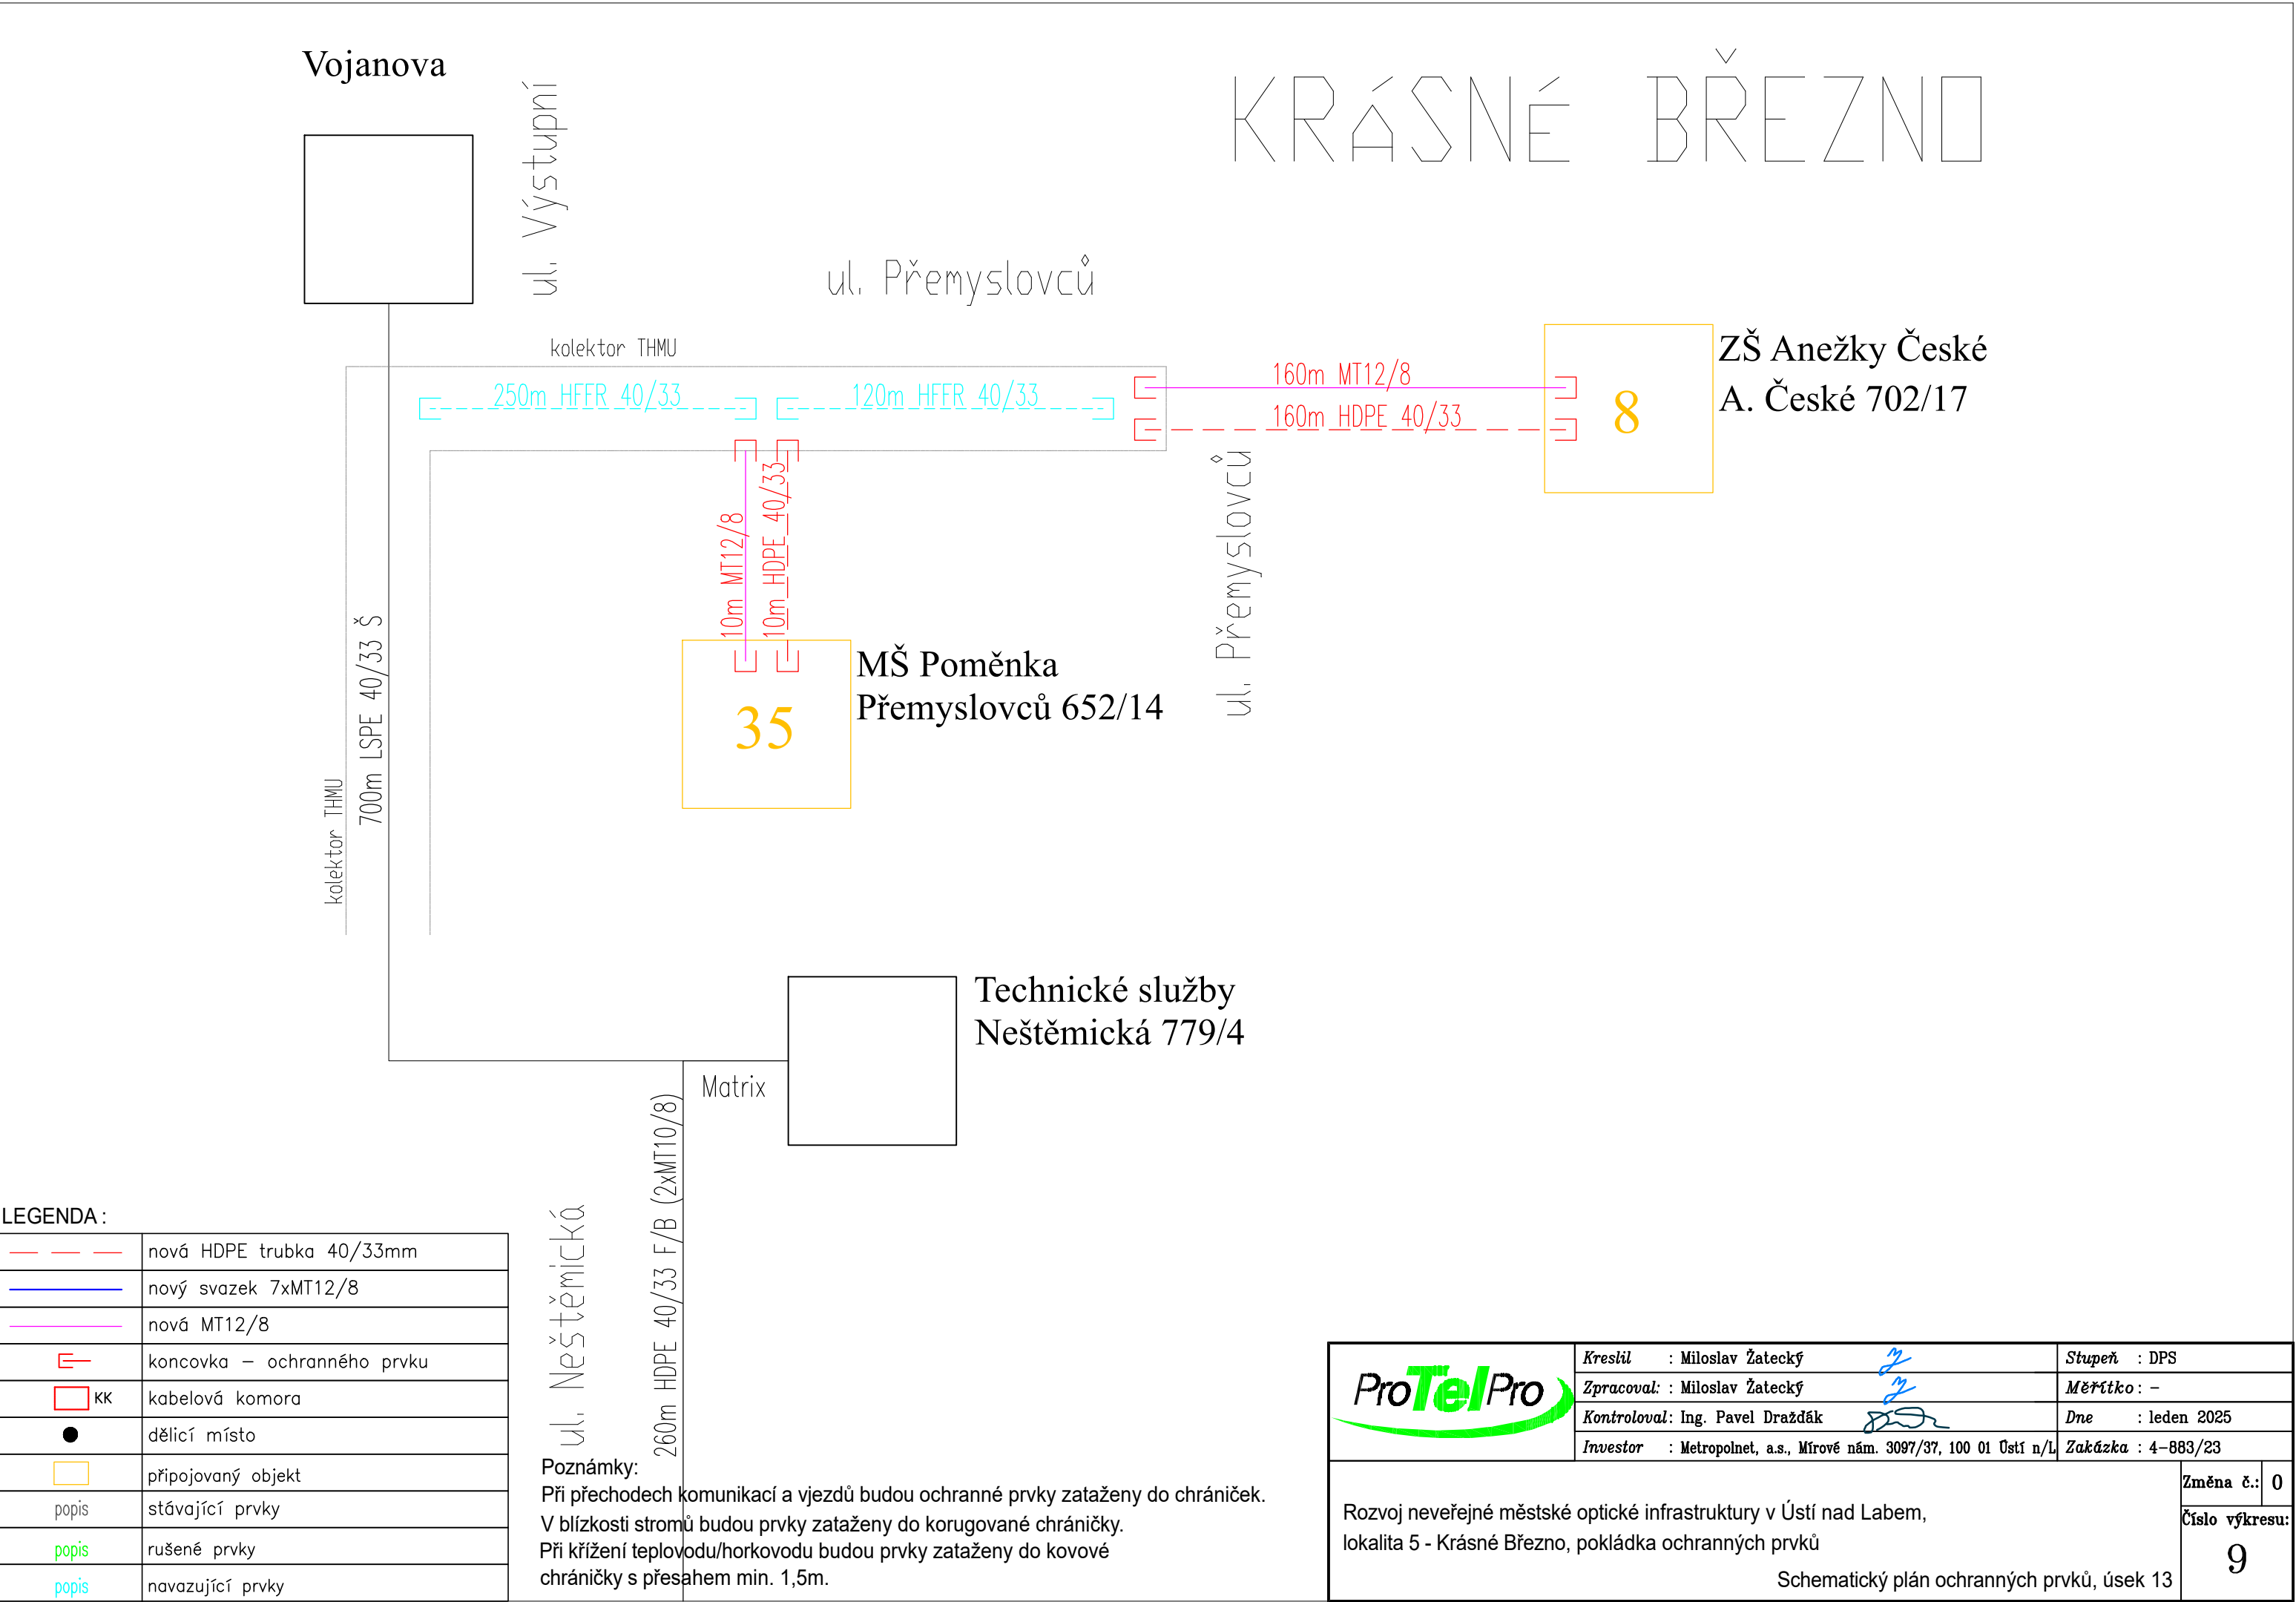 Vojanova
ul. Výstupní
KRÁSNÉ BŘEZNO
ul. Přemyslovců
kolektor THMU
250m HFFR 40/33
120m HFFR 40/33
160m MT12/8
160m HDPE 40/33
8
ZŠ Anežky České
A. České 702/17
10m MT12/8
10m HDPE 40/33
ul. Přemyslovců
35
MŠ Poměnka
Přemyslovců 652/14
700m LSPE 40/33 Š
kolektor THMU
Technické služby
Neštěmická 779/4
Matrix
260m HDPE 40/33 F/B (2xMT10/8)
ul. Neštěmická
LEGENDA :
nová HDPE trubka 40/33mm
nový svazek 7xMT12/8
nová MT12/8
koncovka – ochranného prvku
KK kabelová komora
dělicí místo
připojovaný objekt
popis stávající prvky
popis rušené prvky
popis navazující prvky
Poznámky:
Při přechodech komunikací a vjezdů budou ochranné prvky zataženy do chrániček.
V blízkosti stromů budou prvky zataženy do korugované chráničky.
Při křížení teplovodu/horkovodu budou prvky zataženy do kovové
chráničky s přesahem min. 1,5m.
ProTelPro
Kreslil : Miloslav Žatecký
Stupeň : DPS
Zpracoval: : Miloslav Žatecký
Měřítko : –
Kontroloval: Ing. Pavel Dražďák
Dne : leden 2025
Investor : Metropolnet, a.s., Mírové nám. 3097/37, 100 01 Ústí n/L
Zakázka : 4-883/23
Rozvoj neveřejné městské optické infrastruktury v Ústí nad Labem,
lokalita 5 - Krásné Březno, pokládka ochranných prvků
Schematický plán ochranných prvků, úsek 13
Změna č.: 0
Číslo výkresu:
9